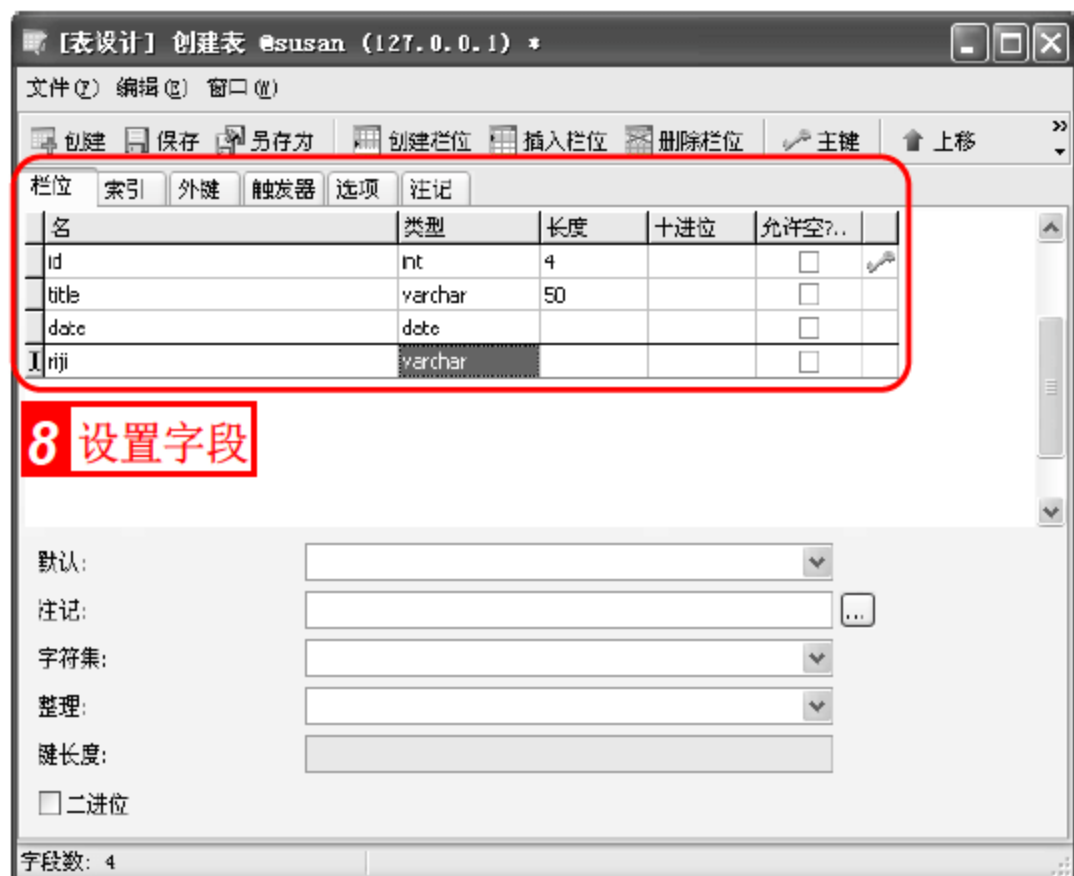 [表设计] 创建表 @susan (127.0.0.1) *
文件(F) 编辑(E) 窗口(W)
创建 保存 另存为 创建栏位 插入栏位 删除栏位 主键 上移 »
栏位 索引 外键 触发器 选项 注记
名 类型 长度 十进位 允许空?..
id int 4
title varchar 50
date date
riji varchar
8 设置字段
默认:
注记: ...
字符集:
整理:
键长度:
二进位
字段数: 4